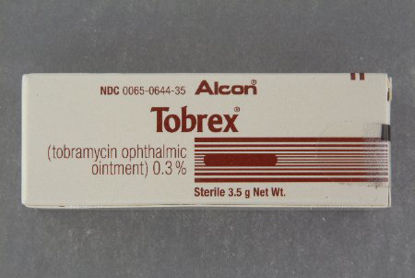 NDC 0065-0644-35 Alcon®
Tobrex®
(tobramycin ophthalmic
ointment) 0.3%
Sterile 3.5 g Net Wt.